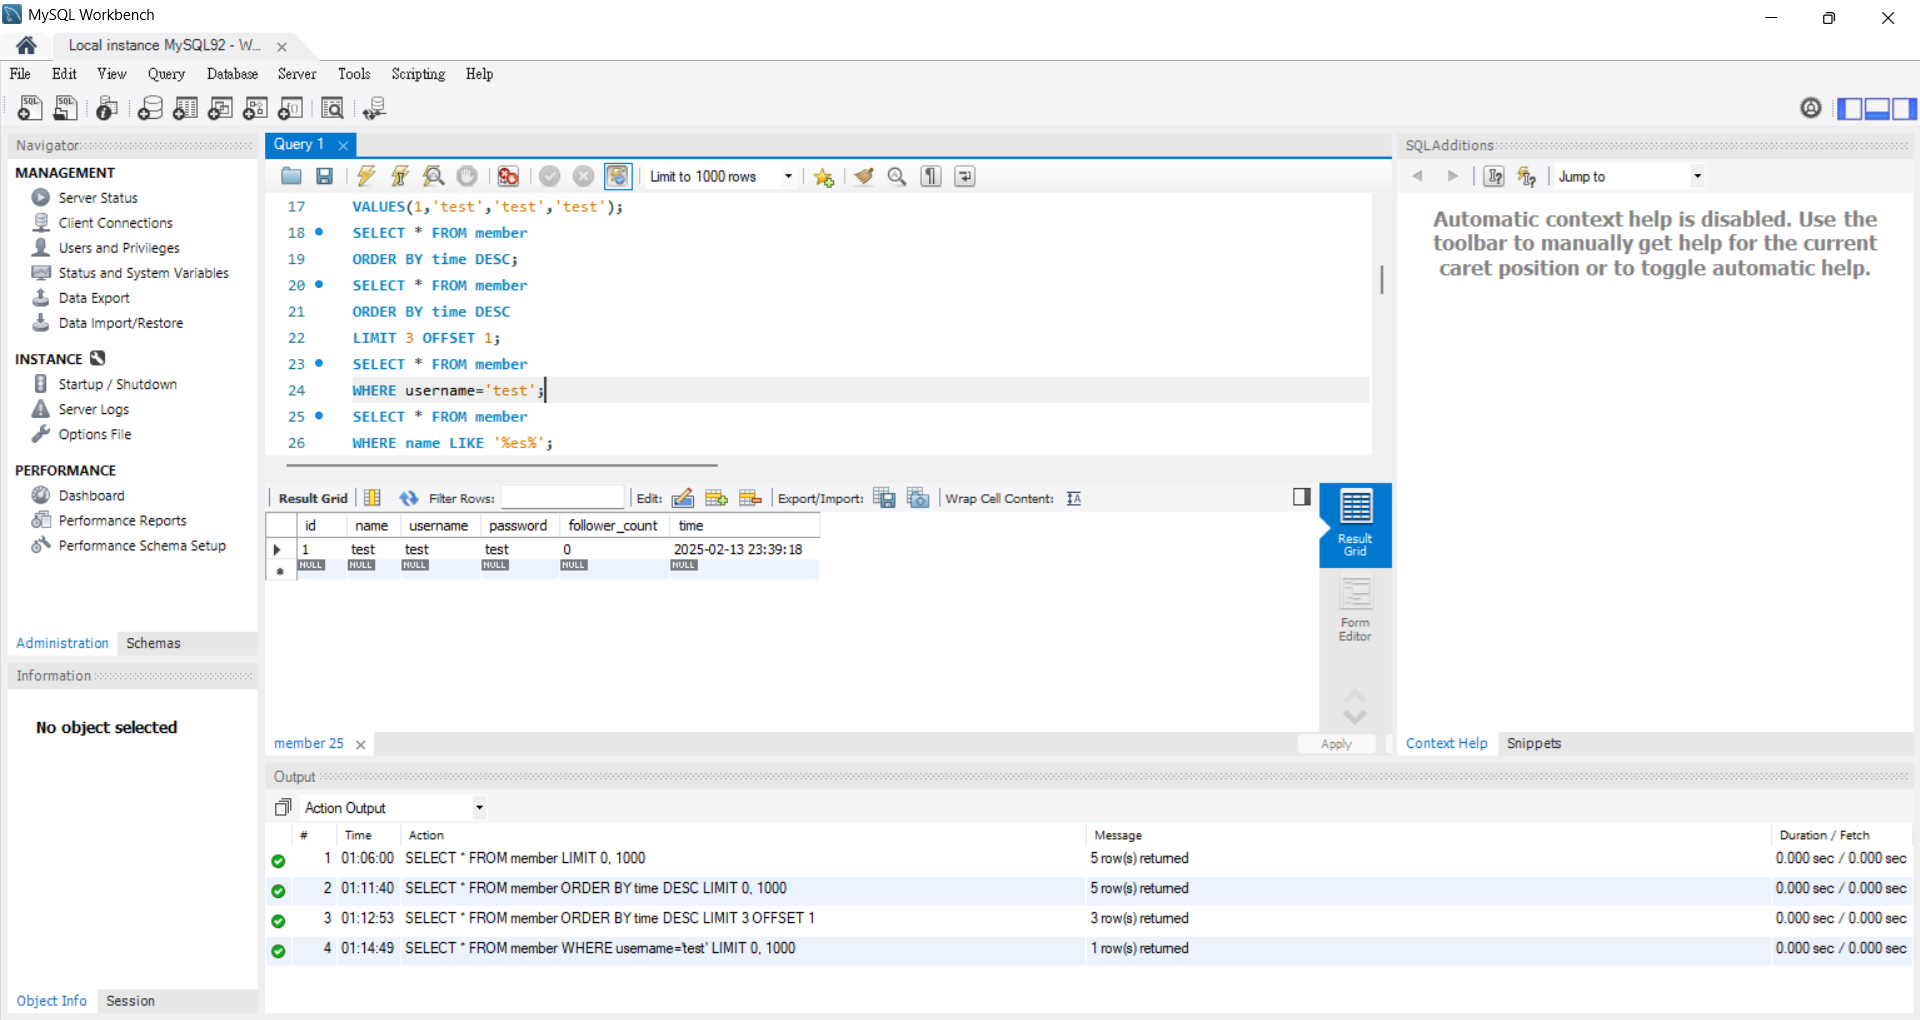 MySQL Workbench
Local instance MySQL92 - W...
File Edit View Query Database Server Tools Scripting Help
Navigator
MANAGEMENT
Server Status
Client Connections
Users and Privileges
Status and System Variables
Data Export
Data Import/Restore
INSTANCE
Startup / Shutdown
Server Logs
Options File
PERFORMANCE
Dashboard
Performance Reports
Performance Schema Setup
Administration Schemas
Information
No object selected
Object Info Session
Query 1
Limit to 1000 rows
17 VALUES(1,'test','test','test');
18 SELECT * FROM member
19 ORDER BY time DESC;
20 SELECT * FROM member
21 ORDER BY time DESC
22 LIMIT 3 OFFSET 1;
23 SELECT * FROM member
24 WHERE username='test';
25 SELECT * FROM member
26 WHERE name LIKE '%es%';
Result Grid Filter Rows: Edit: Export/Import: Wrap Cell Content:
id name username password follower_count time
1 test test test 0 2025-02-13 23:39:18
NULL NULL NULL NULL NULL NULL
Result
Grid
Form
Editor
member 25 Apply
SQLAdditions
Jump to
Automatic context help is disabled. Use the
toolbar to manually get help for the current
caret position or to toggle automatic help.
Context Help Snippets
Output
Action Output
# Time Action Message Duration / Fetch
1 01:06:00 SELECT * FROM member LIMIT 0, 1000 5 row(s) returned 0.000 sec / 0.000 sec
2 01:11:40 SELECT * FROM member ORDER BY time DESC LIMIT 0, 1000 5 row(s) returned 0.000 sec / 0.000 sec
3 01:12:53 SELECT * FROM member ORDER BY time DESC LIMIT 3 OFFSET 1 3 row(s) returned 0.000 sec / 0.000 sec
4 01:14:49 SELECT * FROM member WHERE username='test' LIMIT 0, 1000 1 row(s) returned 0.000 sec / 0.000 sec